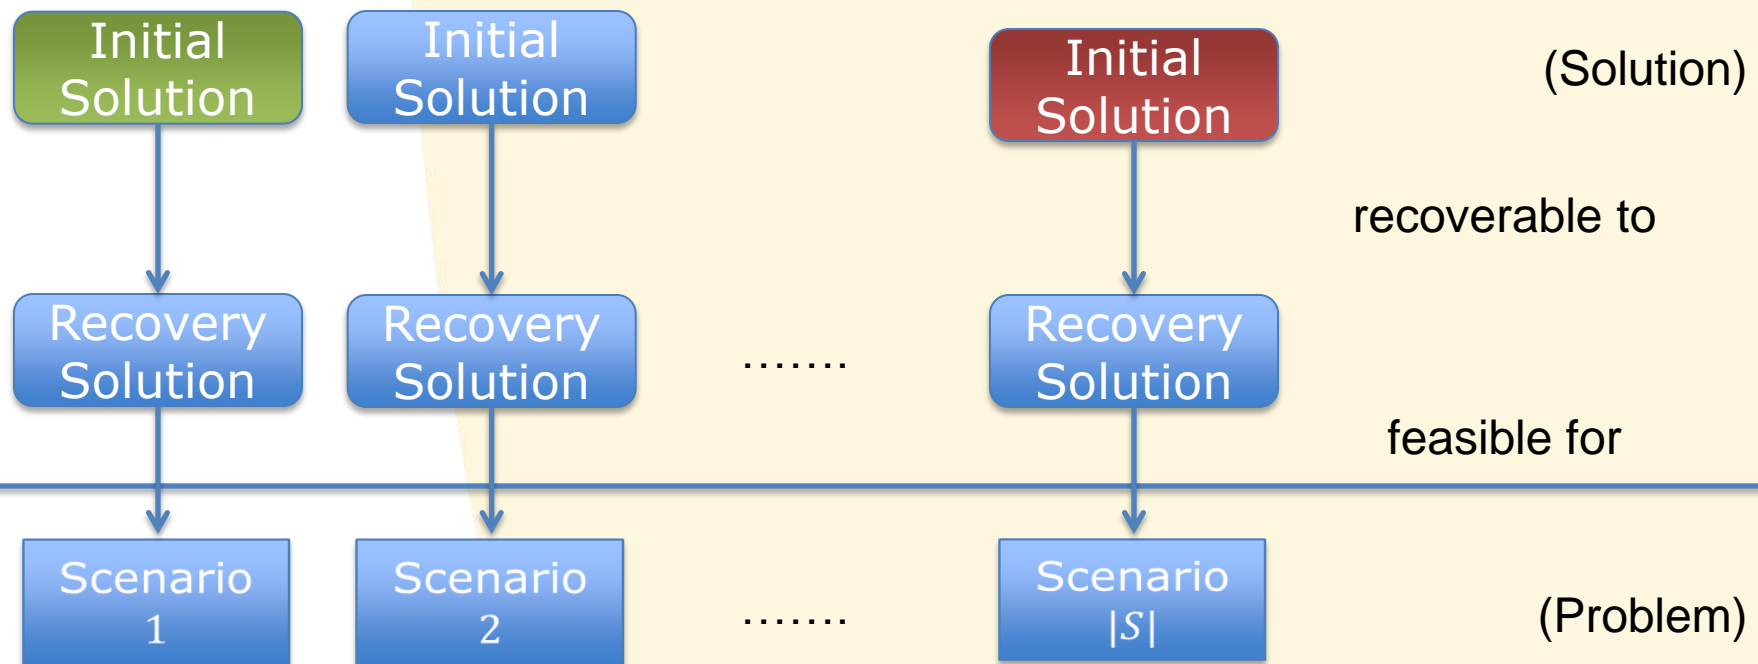 Initial
Solution
Initial
Solution
Initial
Solution
(Solution)
recoverable to
Recovery
Solution
Recovery
Solution
.......
Recovery
Solution
feasible for
Scenario
1
Scenario
2
.......
Scenario
|S|
(Problem)